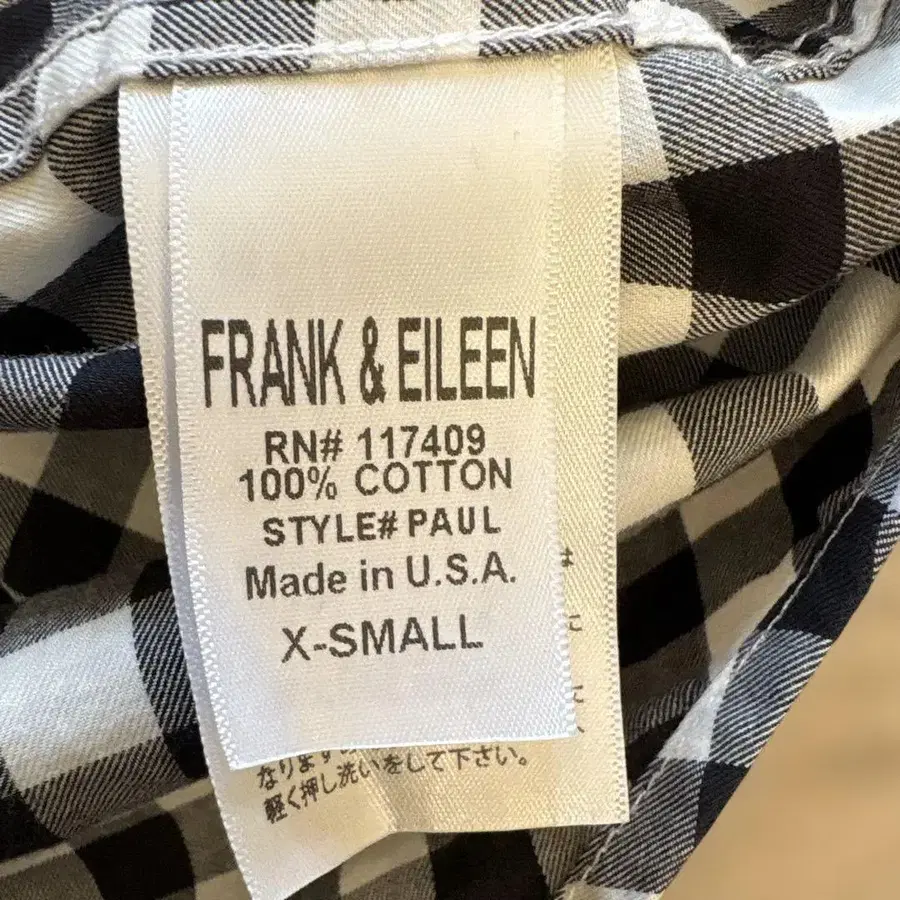 FRANK & EILEEN
RN# 117409
100% COTTON
STYLE# PAUL
Made in U.S.A.
X-SMALL
なります
軽く押し洗いをして下さい。